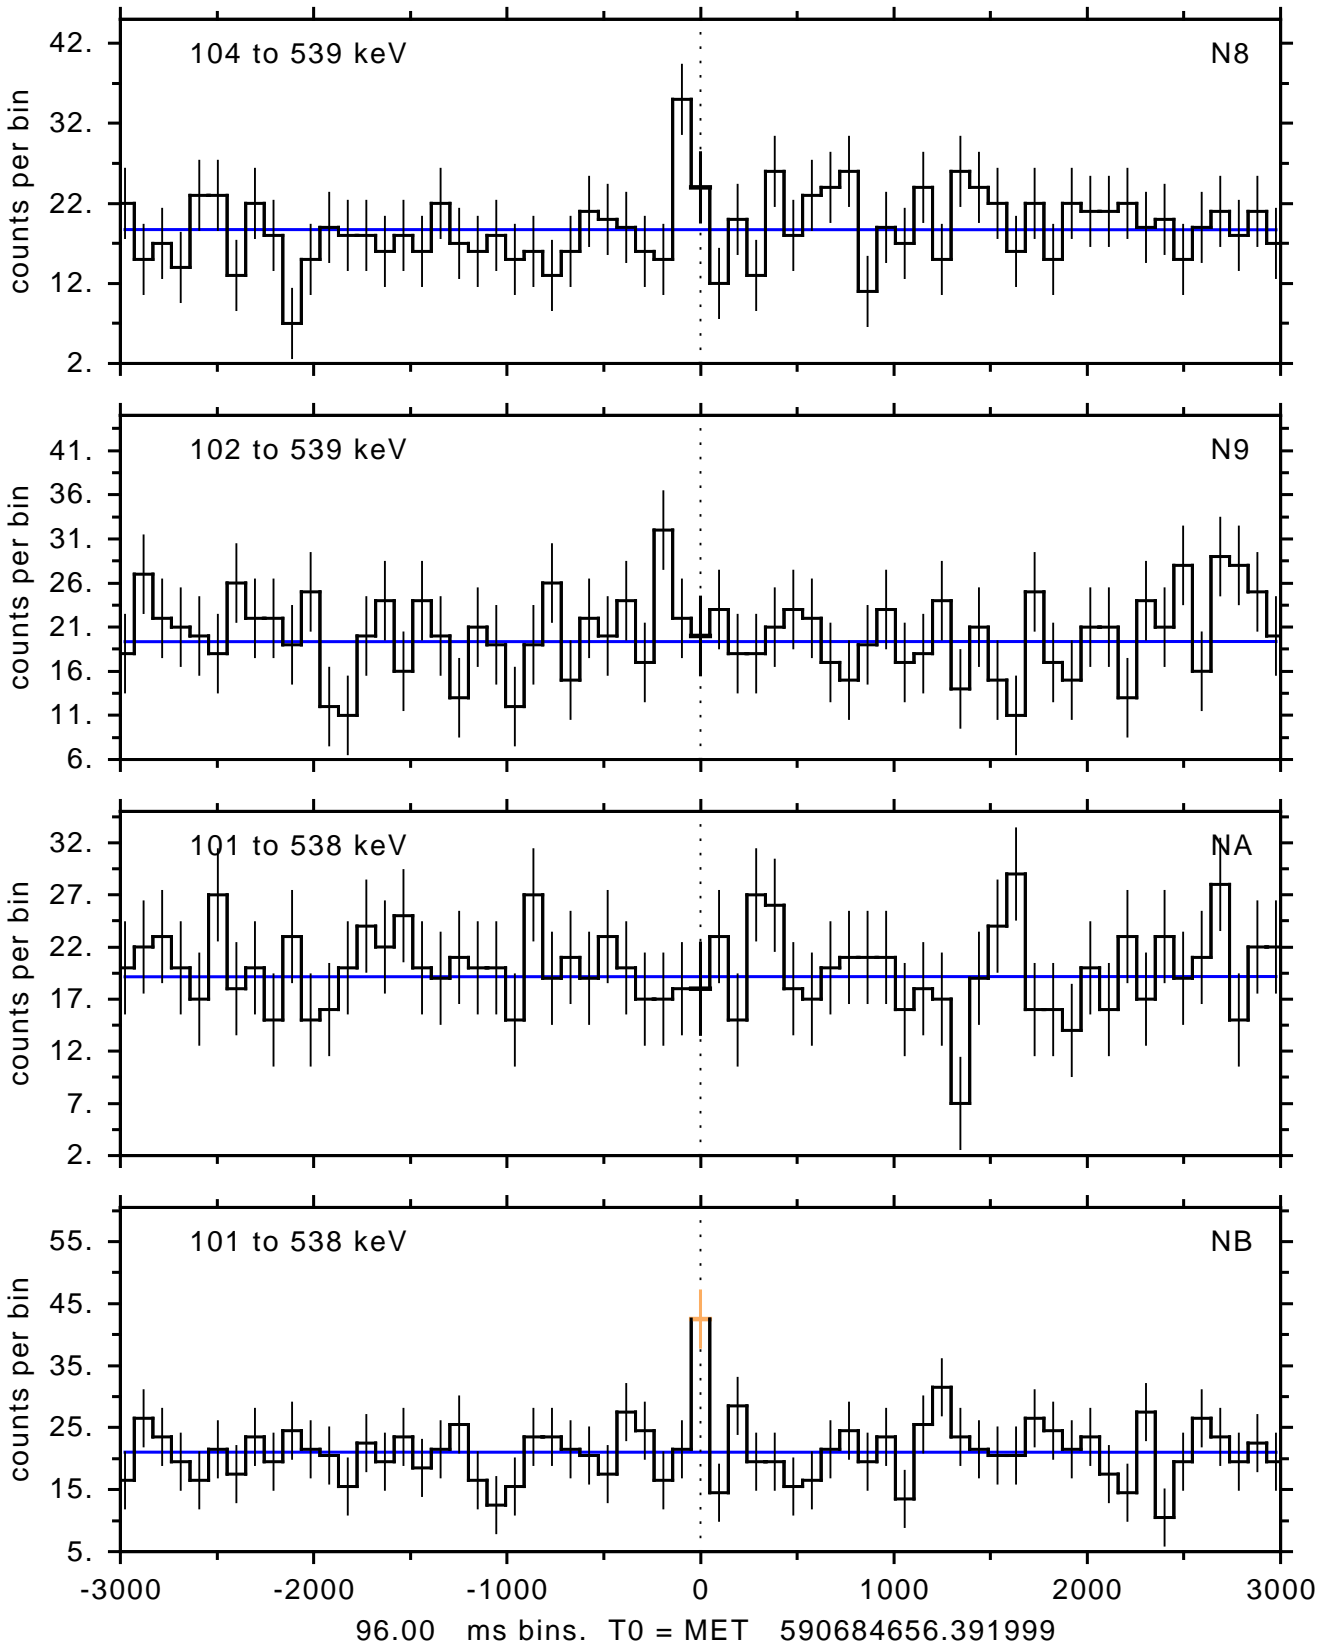 104 to 539 keV N8
counts per bin
42.
32.
22.
12.
2.
102 to 539 keV N9
counts per bin
41.
36.
31.
26.
21.
16.
11.
6.
101 to 538 keV NA
counts per bin
32.
27.
22.
17.
12.
7.
2.
101 to 538 keV NB
counts per bin
55.
45.
35.
25.
15.
5.
-3000 -2000 -1000 0 1000 2000 3000
96.00 ms bins. T0 = MET 590684656.391999